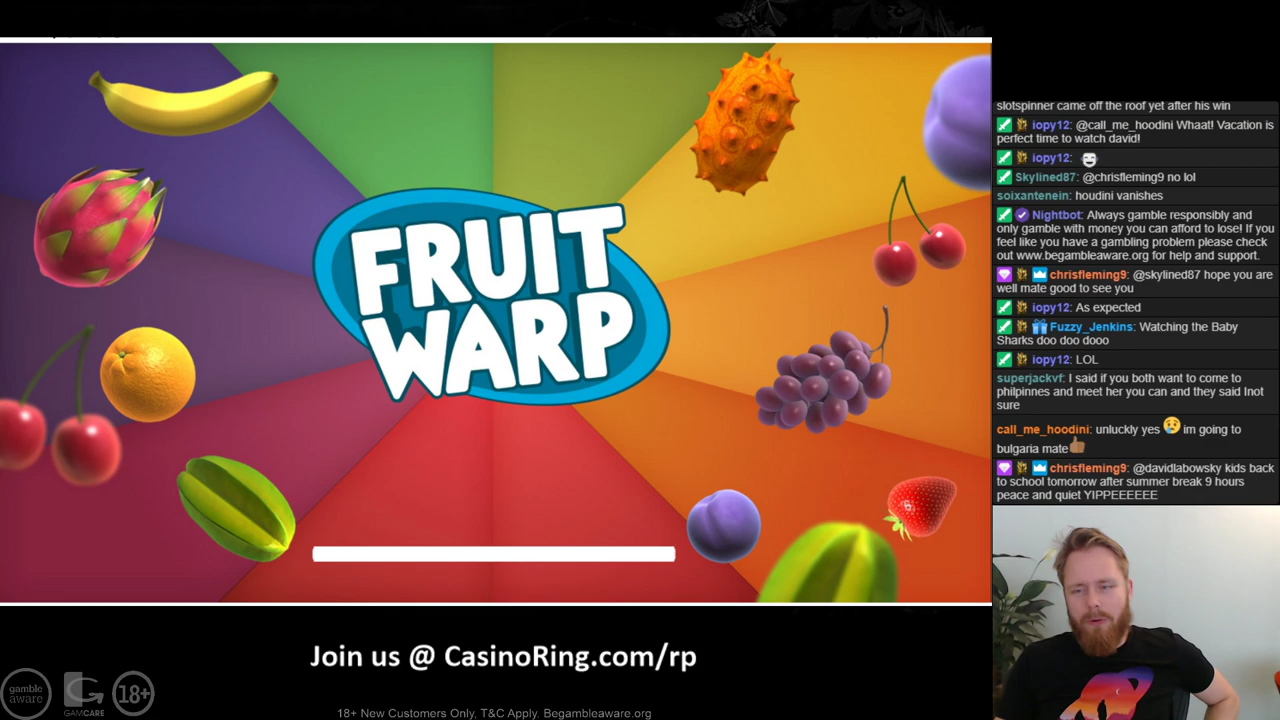 FRUIT
WARP
slotspinner came off the roof yet after his win
iopy12: @call_me_hoodini Whaat! Vacation is
perfect time to watch david!
iopy12:
Skylined87: @chrisfleming9 no lol
soixantenein: houdini vanishes
Nightbot: Always gamble responsibly and
only gamble with money you can afford to lose! If you
feel like you have a gambling problem please check
out www.begambleaware.org for help and support.
chrisfleming9: @skylined87 hope you are
well mate good to see you
iopy12: As expected
Fuzzy_Jenkins: Watching the Baby
Sharks doo doo dooo
iopy12: LOL
superjackvf: I said if you both want to come to
philpinnes and meet her you can and they said Inot
sure
call_me_hoodini: unluckly yes 😢 im going to
bulgaria mate👍🏽
chrisfleming9: @davidlabowsky kids back
to school tomorrow after summer break 9 hours
peace and quiet YIPPEEEEEE
Join us @ CasinoRing.com/rp
gamble
aware
GAMCARE
18+
18+ New Customers Only, T&C Apply. Begambleaware.org